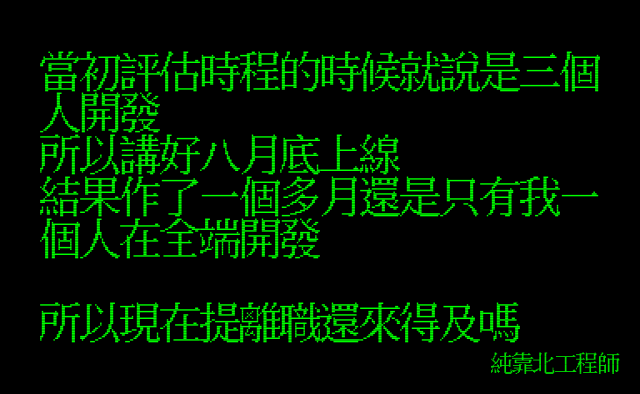 當初評估時程的時候就說是三個
人開發
所以講好八月底上線
結果作了一個多月還是只有我一
個人在全端開發
所以現在提離職還來得及嗎
純靠北工程師